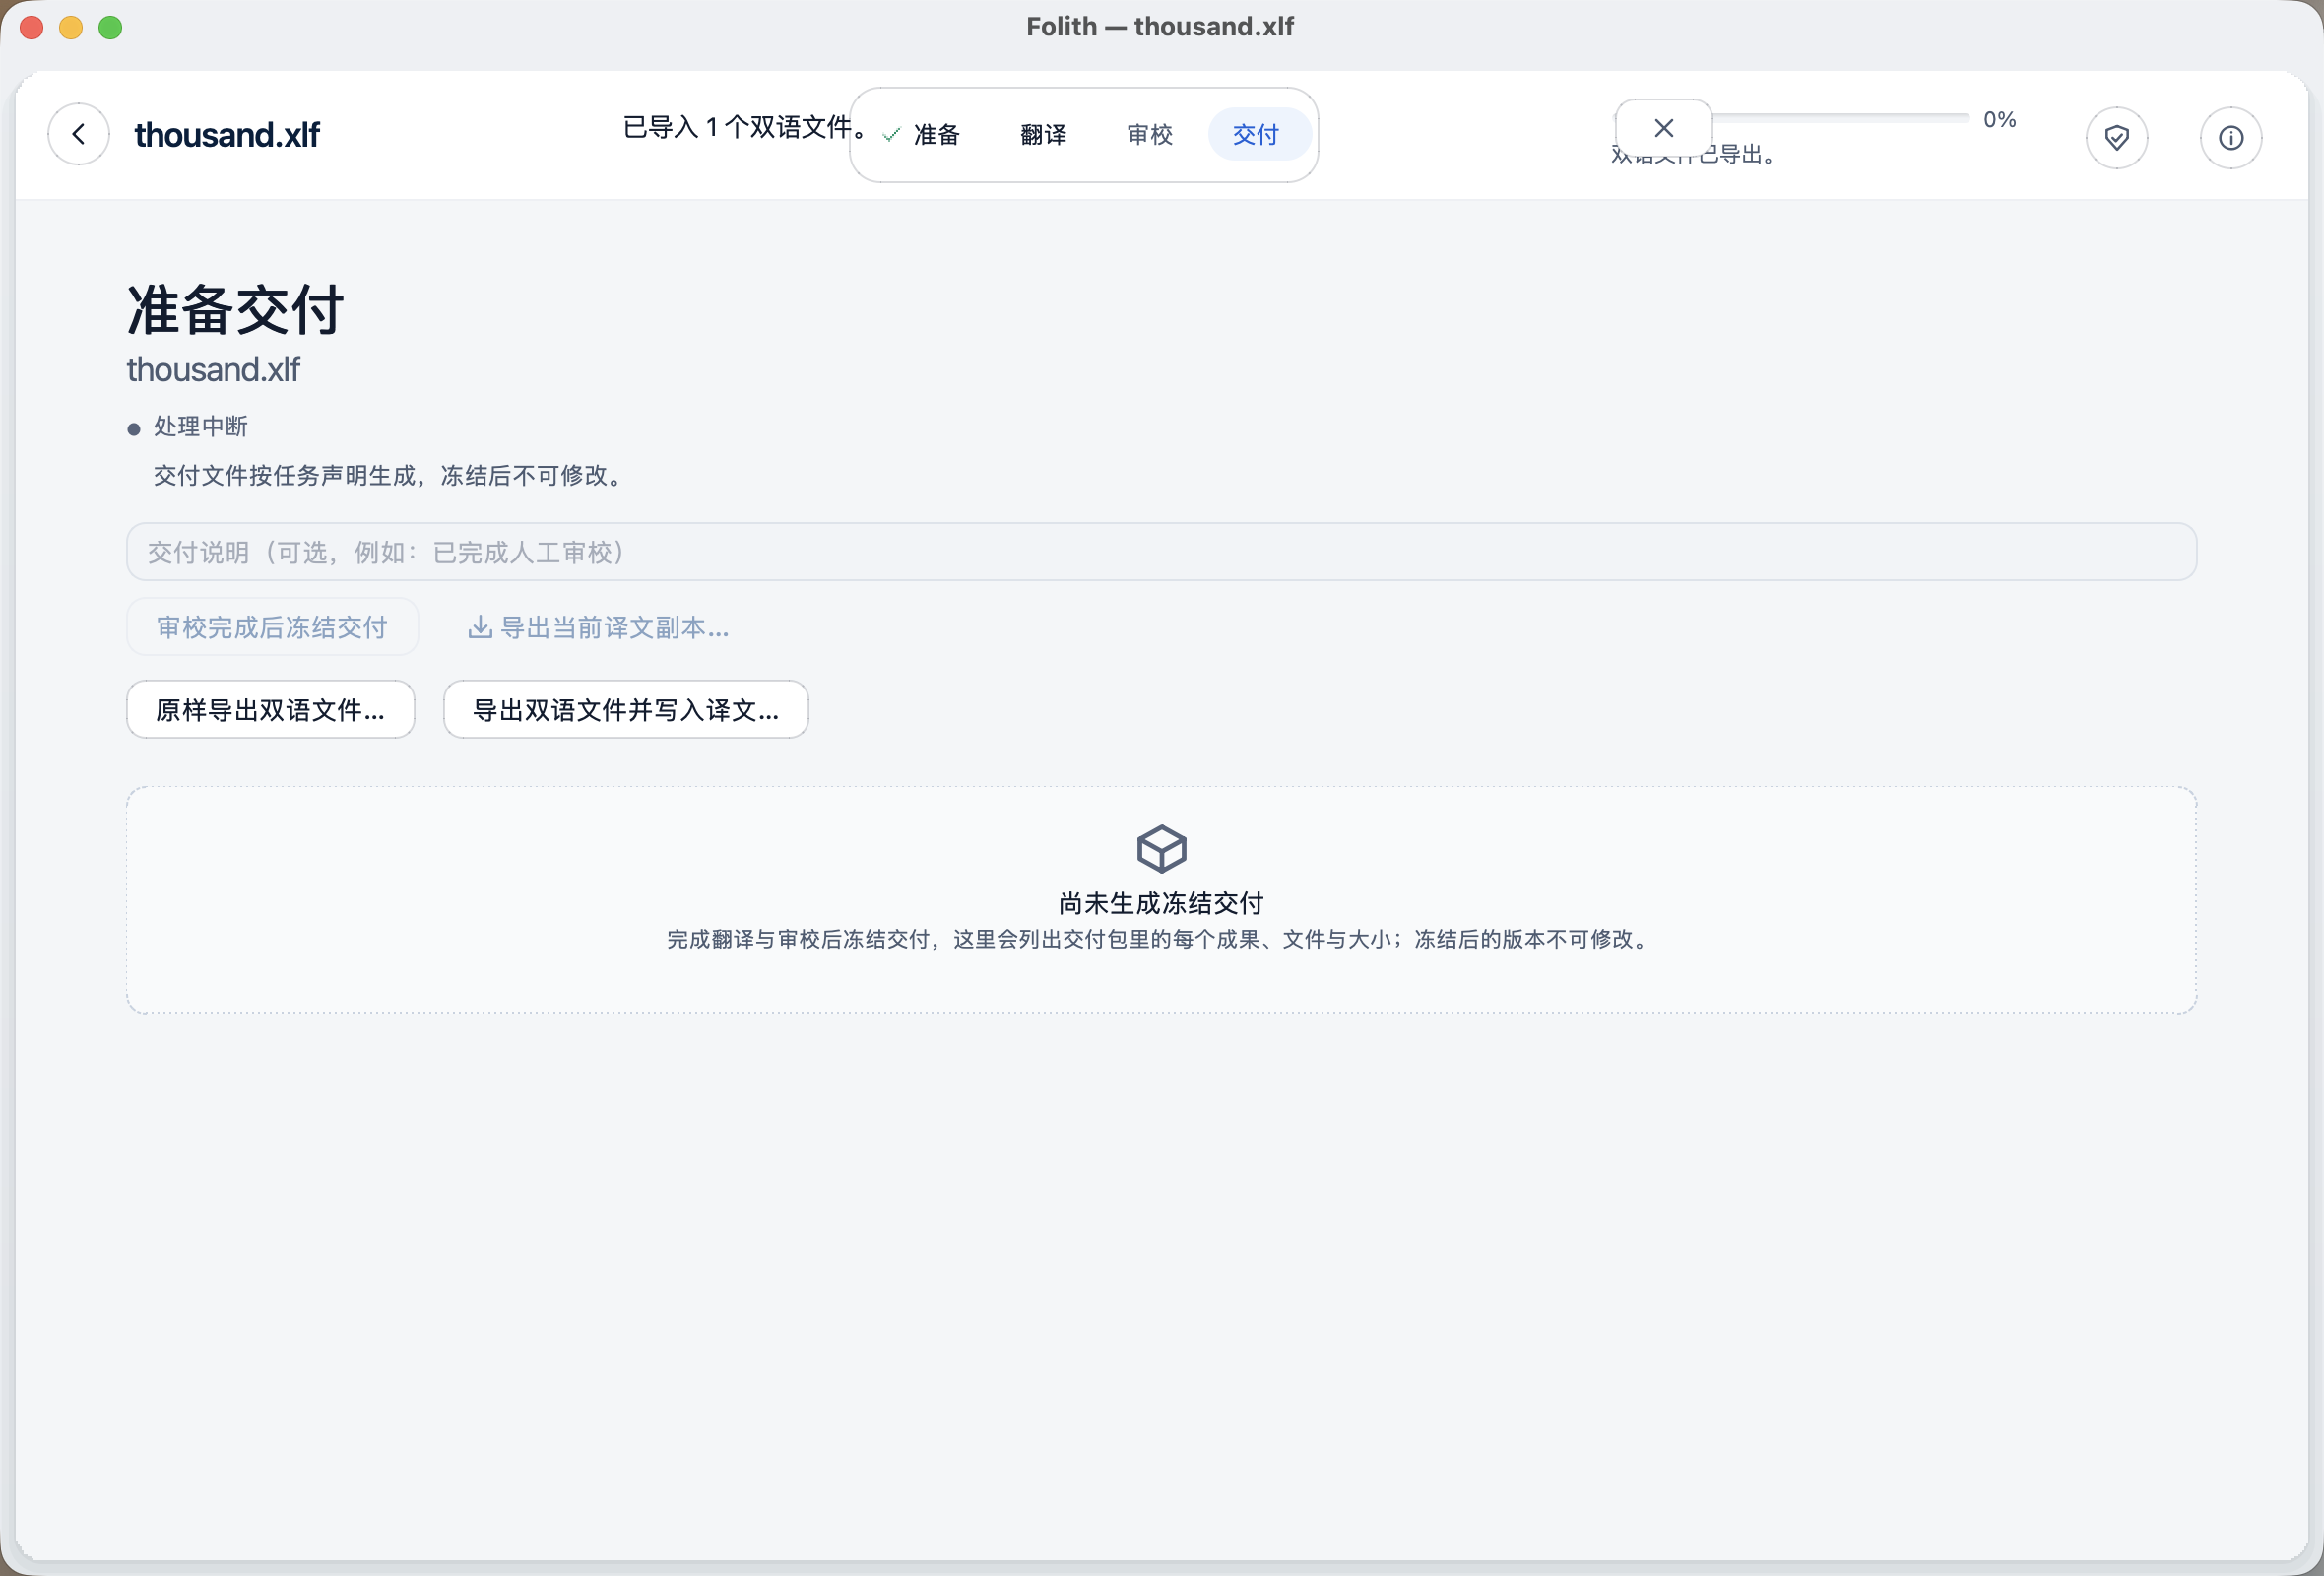 Folith — thousand.xlf
thousand.xlf
已导入 1 个双语文件。
准备
翻译
审校
交付
0%
双语文件已导出。
准备交付
thousand.xlf
处理中断
交付文件按任务声明生成，冻结后不可修改。
交付说明（可选，例如：已完成人工审校）
审校完成后冻结交付
导出当前译文副本...
原样导出双语文件...
导出双语文件并写入译文...
尚未生成冻结交付
完成翻译与审校后冻结交付，这里会列出交付包里的每个成果、文件与大小；冻结后的版本不可修改。